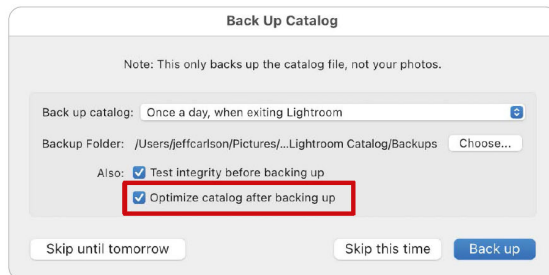 Back Up Catalog
Note: This only backs up the catalog file, not your photos.
Back up catalog: Once a day, when exiting Lightroom
Backup Folder: /Users/jeffcarlson/Pictures/...Lightroom Catalog/Backups Choose...
Also: Test integrity before backing up
Optimize catalog after backing up
Skip until tomorrow Skip this time Back up